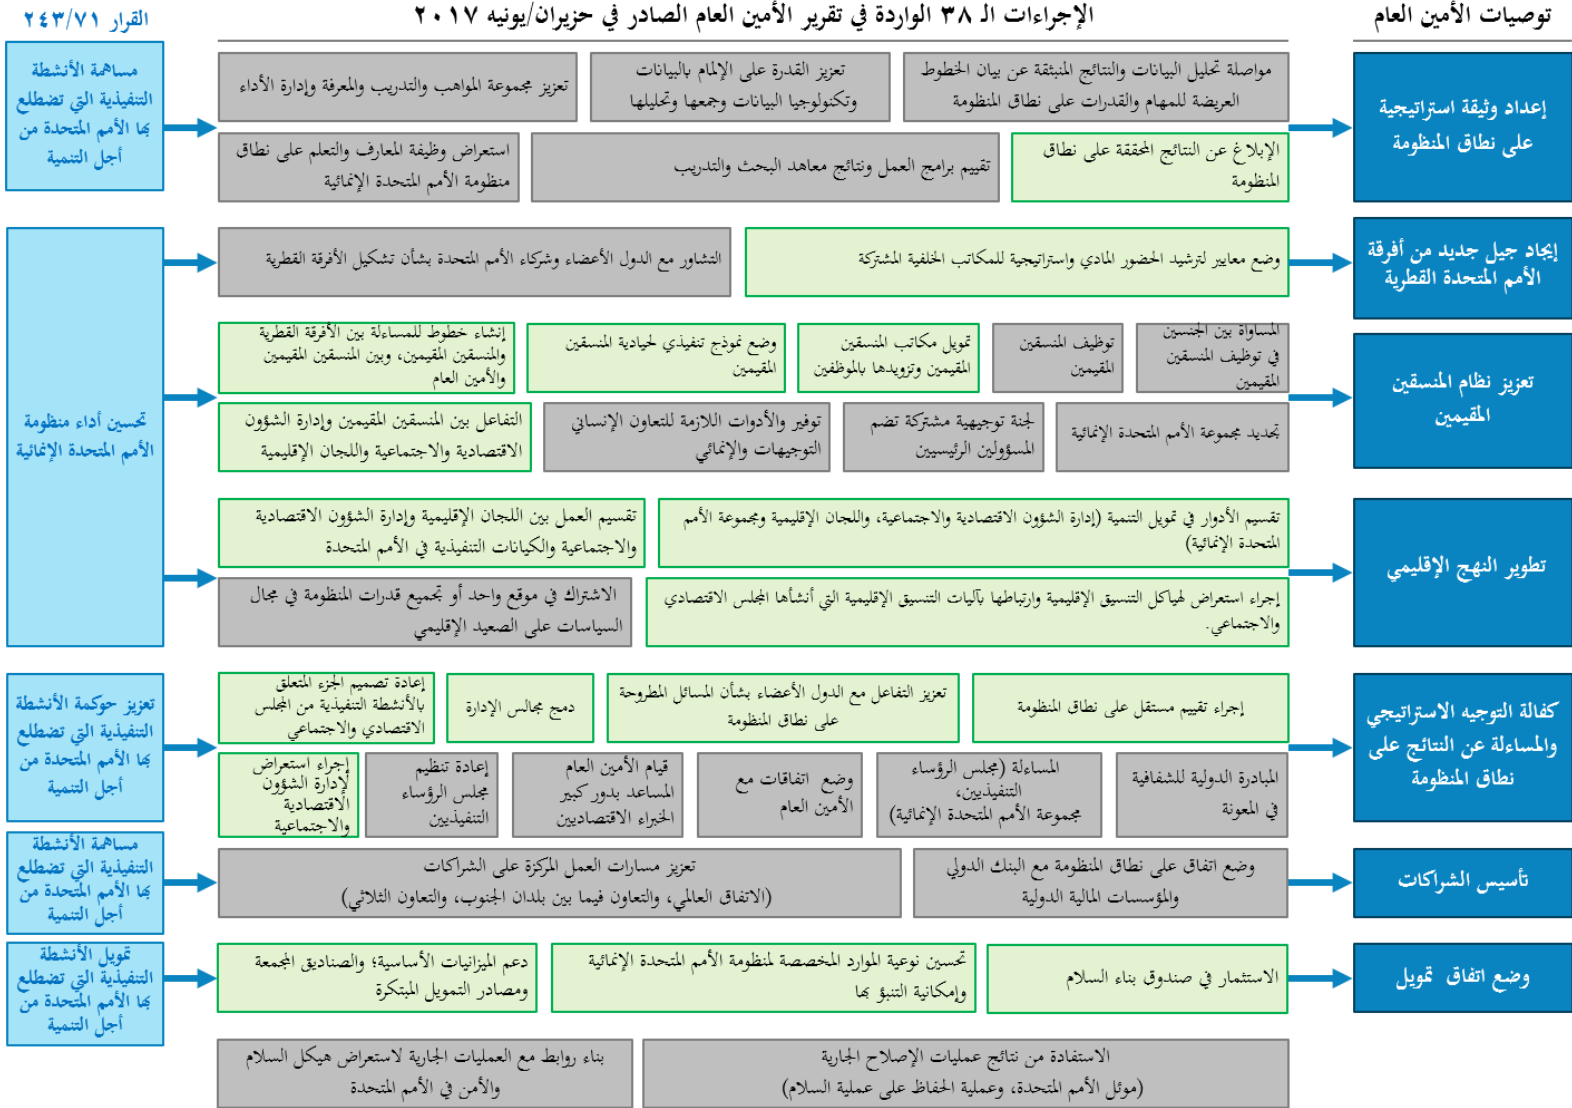 توصيات الأمين العام
الإجراءات الـ ٣٨ الواردة في تقرير الأمين العام الصادر في حزيران/يونيه ٢٠١٧
القرار ٢٤٣/٧١
إعداد وثيقة استراتيجية
على نطاق المنظومة
مواصلة تحليل البيانات والنتائج المنبثقة عن بيان الخطوط
العريضة للمهام والقدرات على نطاق المنظومة
تعزيز القدرة على الإلمام بالبيانات
وتكنولوجيا البيانات وجمعها وتحليلها
تعزيز مجموعة المواهب والتدريب والمعرفة وإدارة الأداء
الإبلاغ عن النتائج المحققة على نطاق
المنظومة
تقييم برامج العمل ونتائج معاهد البحث والتدريب
استعراض وظيفة المعارف والتعلم على نطاق
منظومة الأمم المتحدة الإنمائية
مساهمة الأنشطة
التنفيذية التي تضطلع
بها الأمم المتحدة من
أجل التنمية
إيجاد جيل جديد من أفرقة
الأمم المتحدة القطرية
وضع معايير لترشيد الحضور المادي واستراتيجية للمكاتب الخلفية المشتركة
التشاور مع الدول الأعضاء وشركاء الأمم المتحدة بشأن تشكيل الأفرقة القطرية
تعزيز نظام المنسقين
المقيمين
المساواة بين الجنسين
في توظيف المنسقين
المقيمين
توظيف المنسقين
المقيمين
تمويل مكاتب المنسقين
المقيمين وتزويدها بالموظفين
وضع نموذج تنفيذي لحيادية المنسقين
المقيمين
إنشاء خطوط للمساءلة بين الأفرقة القطرية
والمنسقين المقيمين، وبين المنسقين المقيمين
والأمين العام
تحديد مجموعة الأمم المتحدة الإنمائية
لجنة توجيهية مشتركة تضم
المسؤولين الرئيسيين
توفير والأدوات اللازمة للتعاون الإنساني
التوجيهات والإنمائي
التفاعل بين المنسقين المقيمين وإدارة الشؤون
الاقتصادية والاجتماعية واللجان الإقليمية
تحسين أداء منظومة
الأمم المتحدة الإنمائية
تطوير النهج الإقليمي
تقسيم الأدوار في تمويل التنمية (إدارة الشؤون الاقتصادية والاجتماعية، واللجان الإقليمية ومجموعة الأمم
المتحدة الإنمائية)
تقسيم العمل بين اللجان الإقليمية وإدارة الشؤون الاقتصادية
والاجتماعية والكيانات التنفيذية في الأمم المتحدة
إجراء استعراض لهياكل التنسيق الإقليمية وارتباطها بآليات التنسيق الإقليمية التي أنشأها المجلس الاقتصادي
والاجتماعي.
الاشتراك في موقع واحد أو تجميع قدرات المنظومة في مجال
السياسات على الصعيد الإقليمي
كفالة التوجيه الاستراتيجي
والمساءلة عن النتائج على
نطاق المنظومة
إجراء تقييم مستقل على نطاق المنظومة
تعزيز التفاعل مع الدول الأعضاء بشأن المسائل المطروحة
على نطاق المنظومة
دمج مجالس الإدارة
إعادة تصميم الجزء المتعلق
بالأنشطة التنفيذية من المجلس
الاقتصادي والاجتماعي
المبادرة الدولية للشفافية
في المعونة
المساءلة (مجلس الرؤساء
التنفيذيين،
مجموعة الأمم المتحدة الإنمائية)
وضع اتفاقات مع
الأمين العام
قيام الأمين العام
المساعد بدور كبير
الخبراء الاقتصاديين
إعادة تنظيم
مجلس الرؤساء
التنفيذيين
إجراء استعراض
لإدارة الشؤون
الاقتصادية
والاجتماعية
تعزيز حوكمة الأنشطة
التنفيذية التي تضطلع
بها الأمم المتحدة من
أجل التنمية
تأسيس الشراكات
وضع اتفاق على نطاق المنظومة مع البنك الدولي
والمؤسسات المالية الدولية
تعزيز مسارات العمل المركزة على الشراكات
(الاتفاق العالمي، والتعاون فيما بين بلدان الجنوب، والتعاون الثلاثي)
مساهمة الأنشطة
التنفيذية التي تضطلع
بها الأمم المتحدة من
أجل التنمية
وضع اتفاق تمويل
الاستثمار في صندوق بناء السلام
تحسين نوعية الموارد المخصصة لمنظومة الأمم المتحدة الإنمائية
وإمكانية التنبؤ بها
دعم الميزانيات الأساسية؛ والصناديق المجمعة
ومصادر التمويل المبتكرة
تمويل الأنشطة
التنفيذية التي تضطلع
بها الأمم المتحدة من
أجل التنمية
الاستفادة من نتائج عمليات الإصلاح الجارية
(موئل الأمم المتحدة، وعملية الحفاظ على عملية السلام)
بناء روابط مع العمليات الجارية لاستعراض هيكل السلام
والأمن في الأمم المتحدة